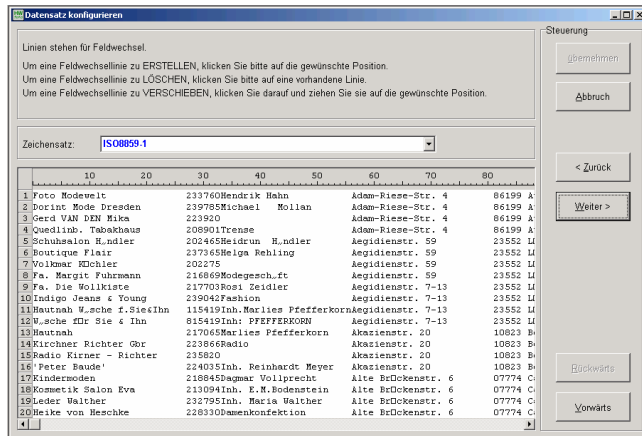 Datensatz konfigurieren
Linien stehen für Feldwechsel.
Um eine Feldwechsellinie zu ERSTELLEN, klicken Sie bitte auf die gewünschte Position.
Um eine Feldwechsellinie zu LÖSCHEN, klicken Sie bitte auf eine vorhandene Linie.
Um eine Feldwechsellinie zu VERSCHIEBEN, klicken Sie darauf und ziehen Sie sie auf die gewünschte Position.
Zeichensatz: ISO8859-1
10 20 30 40 50 60 70 80
1 Foto Modewelt 233760Hendrik Hahn Adam-Riese-Str. 4 86199 A
2 Dorint Mode Dresden 239785Michael Mollan Adam-Riese-Str. 4 86199 A
3 Gerd VAN DEN Mika 223920 Adam-Riese-Str. 4 86199 A
4 Quedlinb. Tabakhaus 208901Trense Adam-Riese-Str. 4 86199 A
5 Schuhsalon H„ndler 202465Heidrun H„ndler Aegidienstr. 59 23552 L
6 Boutique Flair 237365Helga Rehling Aegidienstr. 59 23552 L
7 Volkmar K□chler 202275 Aegidienstr. 59 23552 L
8 Fa. Margit Fuhrmann 216869Modegesch„ft Aegidienstr. 59 23552 L
9 Fa. Die Wollkiste 217703Rosi Zeidler Aegidienstr. 7-13 23552 L
10 Indigo Jeans & Young 239042Fashion Aegidienstr. 7-13 23552 L
11 Hautnah W„sche f.Sie&Ihn 115419Inh.Marlies PfefferkornAegidienstr. 7-13 23552 L
12 W„sche f□r Sie & Ihn 815419Inh: PFEFFERKORN Aegidienstr. 7-13 23552 L
13 Hautnah 217065Marlies Pfefferkorn Akazienstr. 20 10823 B
14 Kirchner Richter Gbr 223866Radio Akazienstr. 20 10823 B
15 Radio Kirner - Richter 235820 Akazienstr. 20 10823 B
16 'Peter Baude' 224035Inh. Reinhardt Meyer Akazienstr. 20 10823 B
17 Kindermoden 218845Dagmar Vollprecht Alte Br□ckenstr. 6 07774 C
18 Kosmetik Salon Eva 213094Inh. E.M.Bodenstein Alte Br□ckenstr. 6 07774 C
19 Leder Walther 232795Inh. Maria Walther Alte Br□ckenstr. 6 07774 C
20 Heike von Heschke 228330Damenkonfektion Alte Br□ckenstr. 6 07774 C
Steuerung
übernehmen
Abbruch
< Zurück
Weiter >
Rückwärts
Vorwärts